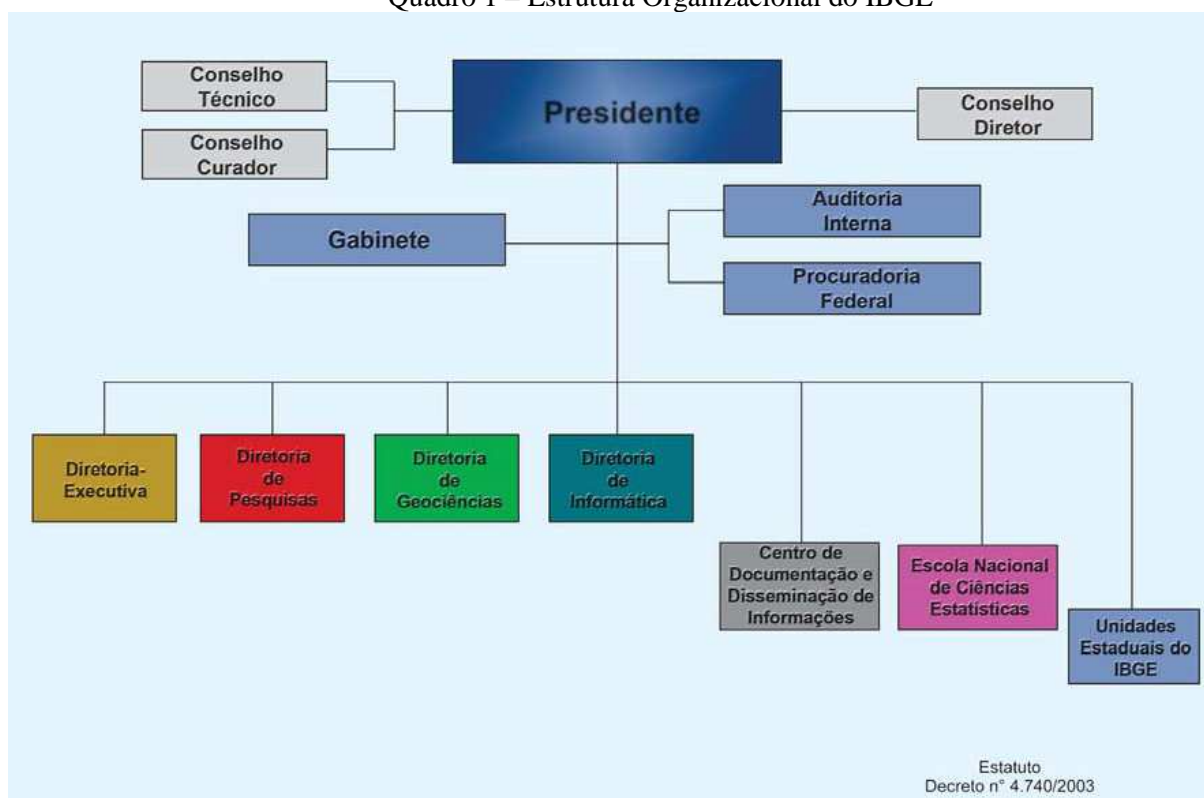 Quadro 1 – Estrutura Organizacional do IBGE
Conselho
Técnico
Conselho
Curador
Presidente
Conselho
Diretor
Gabinete
Auditoria
Interna
Procuradoria
Federal
Diretoria-
Executiva
Diretoria
de
Pesquisas
Diretoria
de
Geociências
Diretoria
de
Informática
Centro de
Documentação e
Disseminação de
Informações
Escola Nacional
de Ciências
Estatísticas
Unidades
Estaduais do
IBGE
Estatuto
Decreto n° 4.740/2003